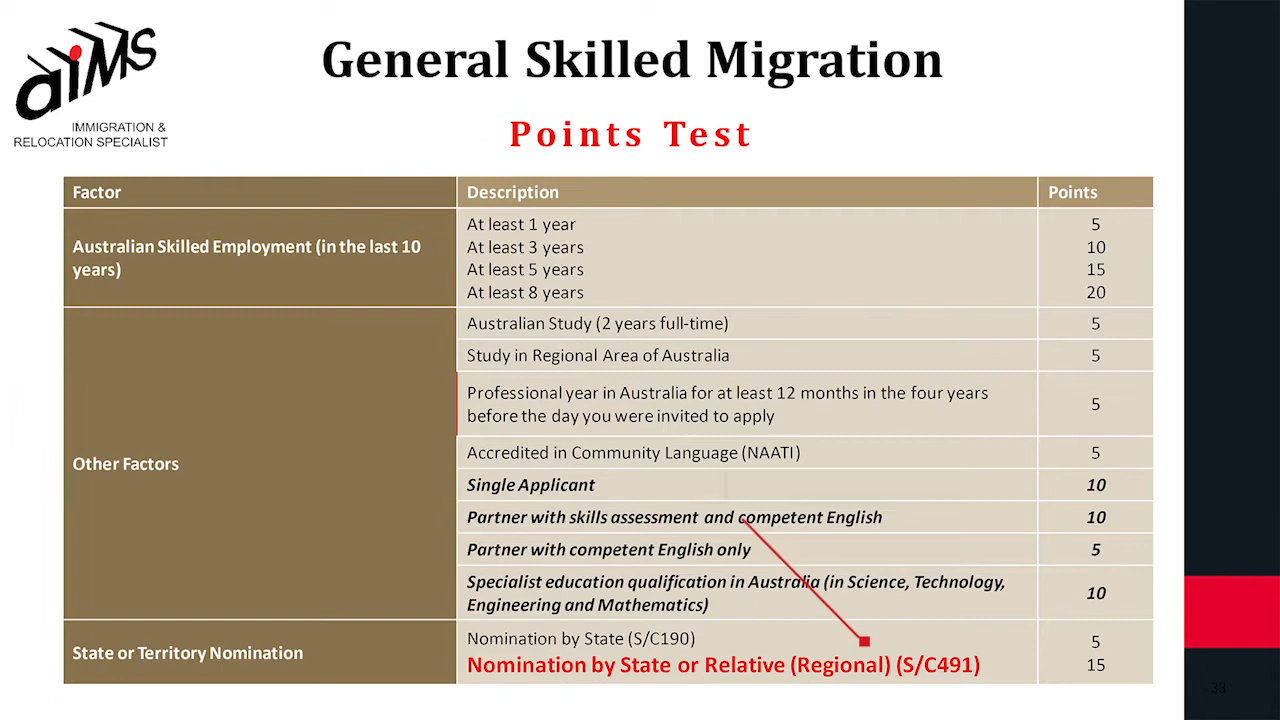 aiMS
IMMIGRATION &
RELOCATION SPECIALIST
General Skilled Migration
Points Test
Factor Description Points
Australian Skilled Employment (in the last 10
years)
At least 1 year 5
At least 3 years 10
At least 5 years 15
At least 8 years 20
Other Factors
Australian Study (2 years full-time) 5
Study in Regional Area of Australia 5
Professional year in Australia for at least 12 months in the four years
before the day you were invited to apply
5
Accredited in Community Language (NAATI) 5
Single Applicant 10
Partner with skills assessment and competent English 10
Partner with competent English only 5
Specialist education qualification in Australia (in Science, Technology,
Engineering and Mathematics)
10
State or Territory Nomination
Nomination by State (S/C190) 5
Nomination by State or Relative (Regional) (S/C491) 15
33